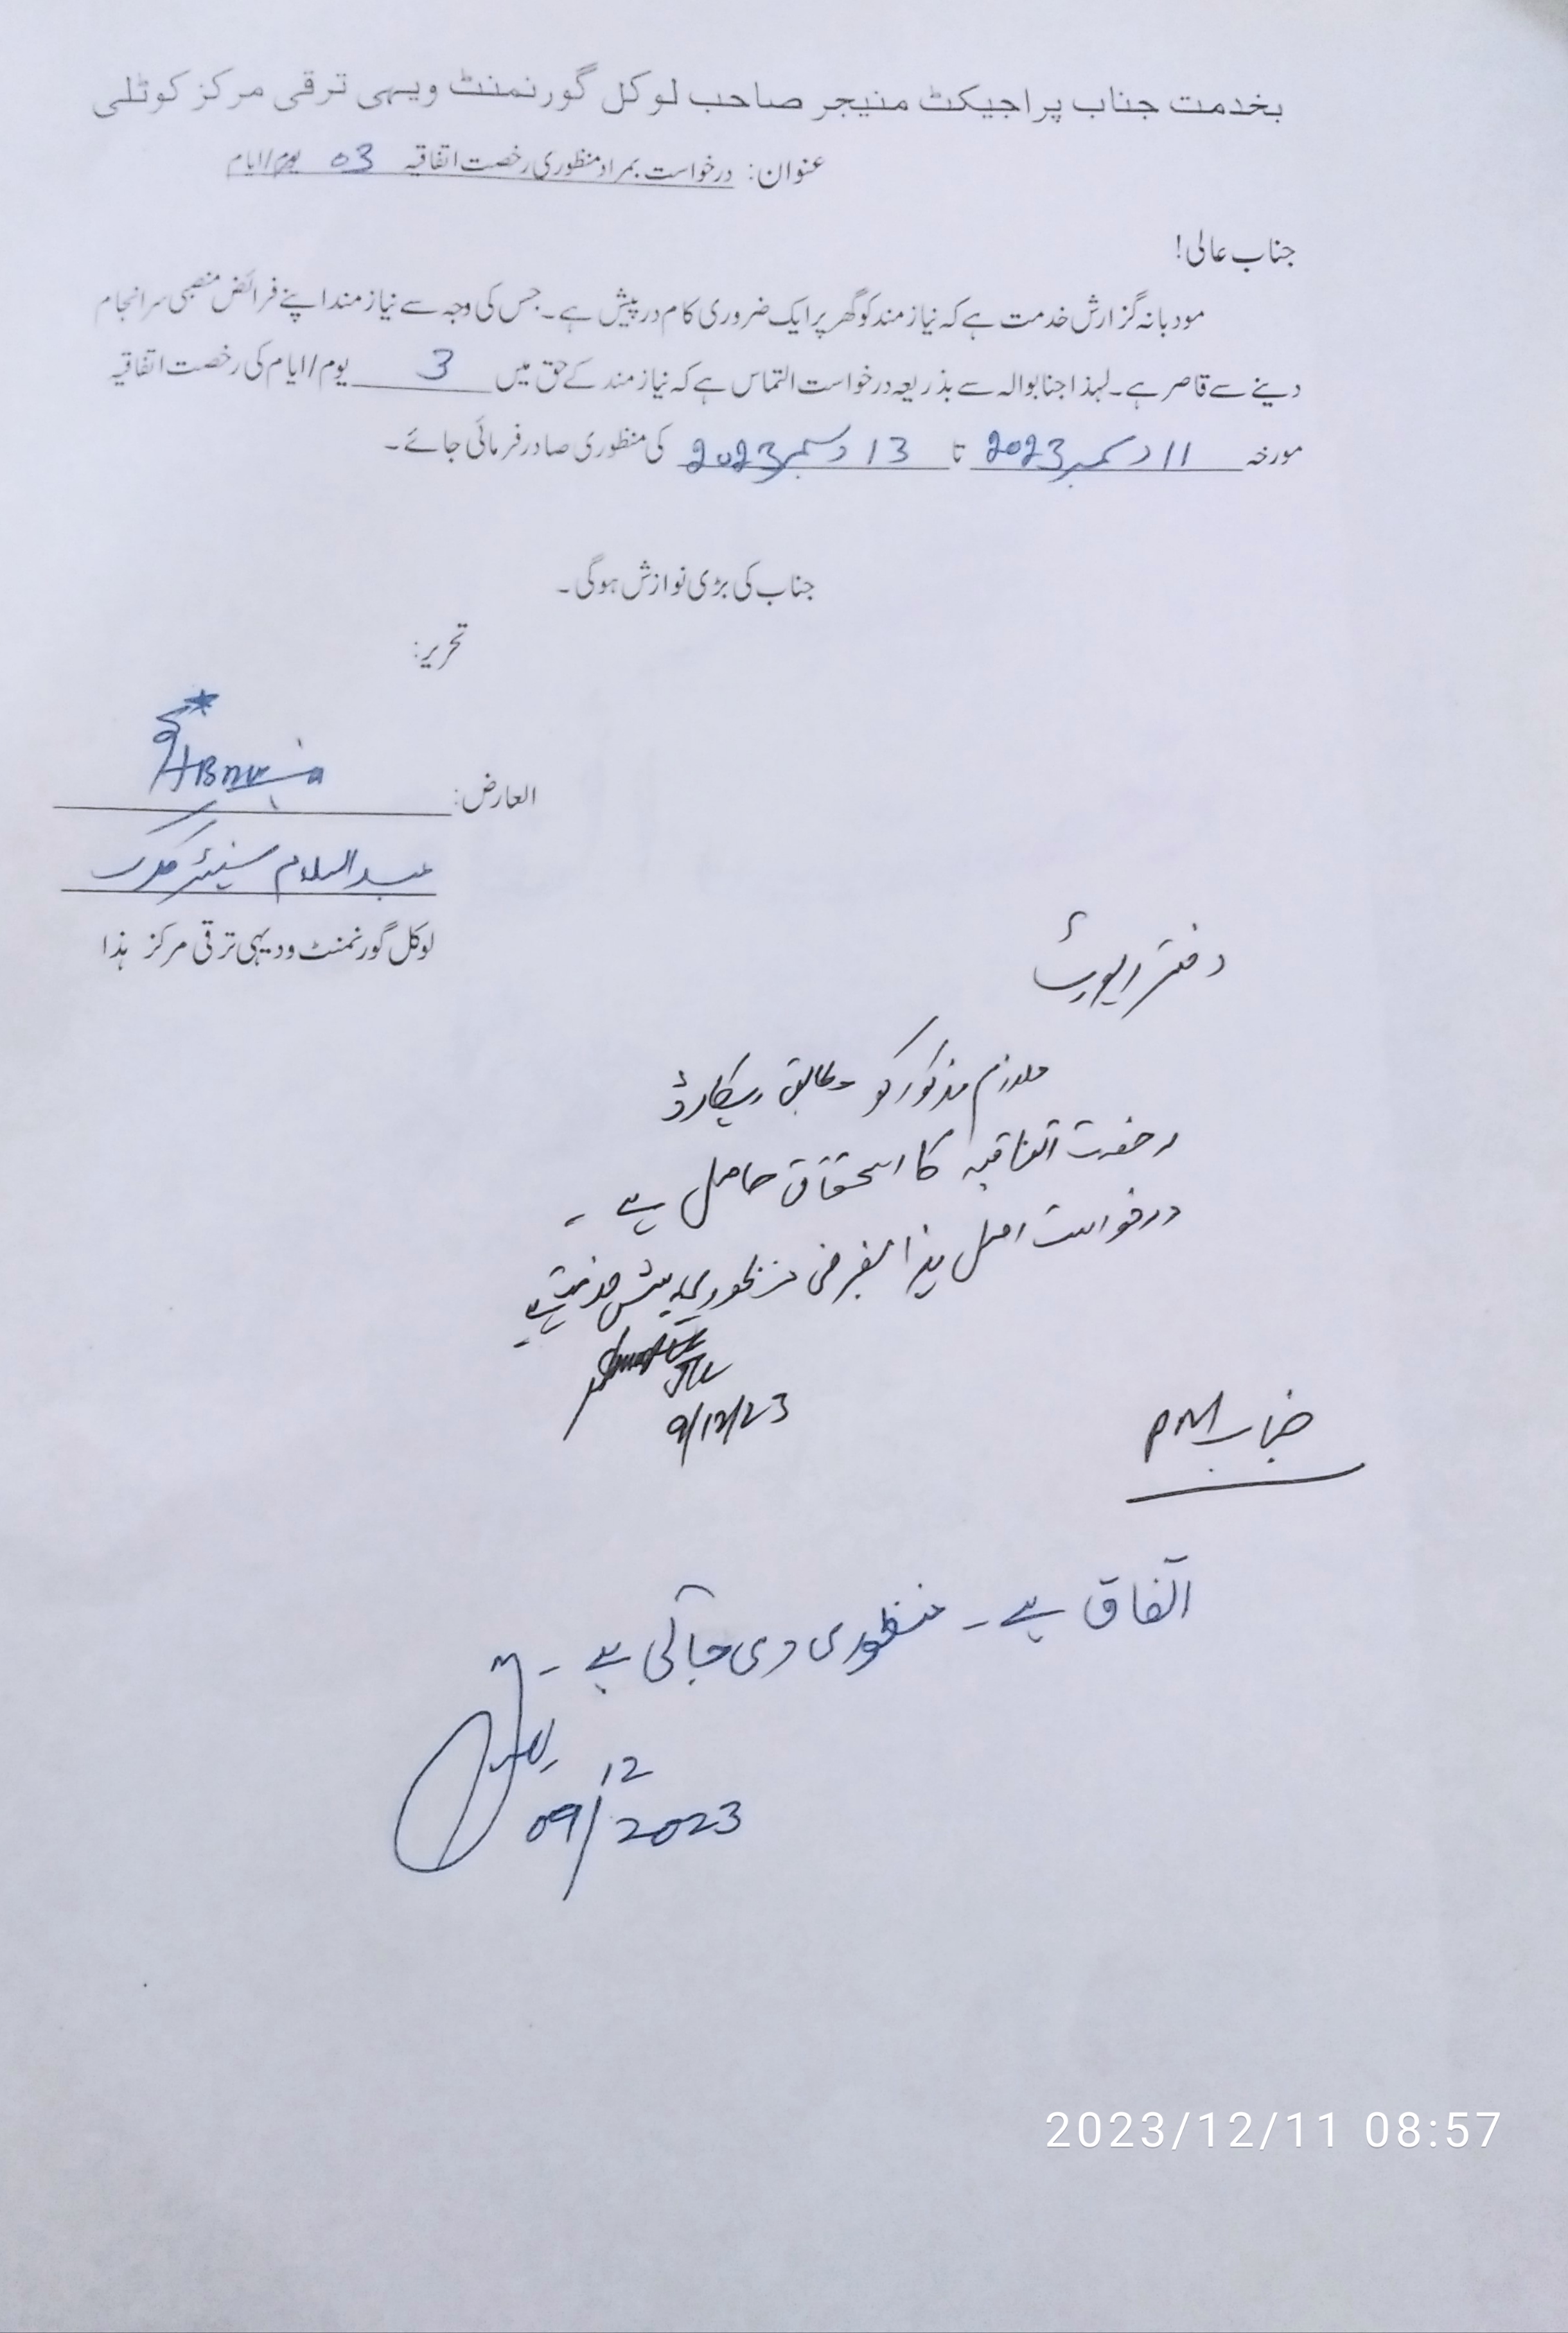 بخدمت جناب پراجیکٹ منیجر صاحب لوکل گورنمنٹ ویہی ترقی مرکز کوٹلی
عنوان: درخواست بمراد منظوری رخصت اتفاقیہ 03 یوم/ایام
جناب عالی!
مودبانہ گزارش خدمت ہے کہ نیاز مند کو گھر پر ایک ضروری کام درپیش ہے۔ جس کی وجہ سے نیاز مند اپنے فرائض منصبی سرانجام
دینے سے قاصر ہے۔ لہذا جنابوالہ سے بذریعہ درخواست التماس ہے کہ نیاز مند کے حق میں 3 یوم/ایام کی رخصت اتفاقیہ
مورخہ 11 دسمبر 2023 تا 13 دسمبر 2023 کی منظوری صادر فرمائی جائے۔
جناب کی بڑی نوازش ہوگی۔
تحریر:
العارض:
عبدالسلام سینئر کلرک
لوکل گورنمنٹ ودیہی ترقی مرکز ہذا
دفتر رپورٹ
ملازم مذکور کو مطابق ریکارڈ
رخصت اتفاقیہ کا استحقاق حاصل ہے ۔
درخواست اصل ہذا بغرض منظوری پیش خدمت ہے۔
9/12/23
جناب PM
اتفاق ہے ۔ منظوری دی جاتی ہے ۔
09/12/2023
2023/12/11 08:57